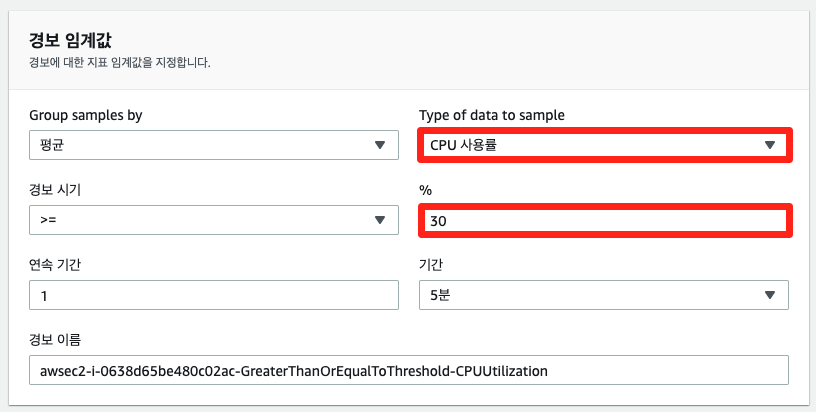 경보 임계값
경보에 대한 지표 임계값을 지정합니다.
Group samples by
Type of data to sample
평균
CPU 사용률
경보 시기
%
>=
30
연속 기간
기간
1
5분
경보 이름
awsec2-i-0638d65be480c02ac-GreaterThanOrEqualToThreshold-CPUUtilization